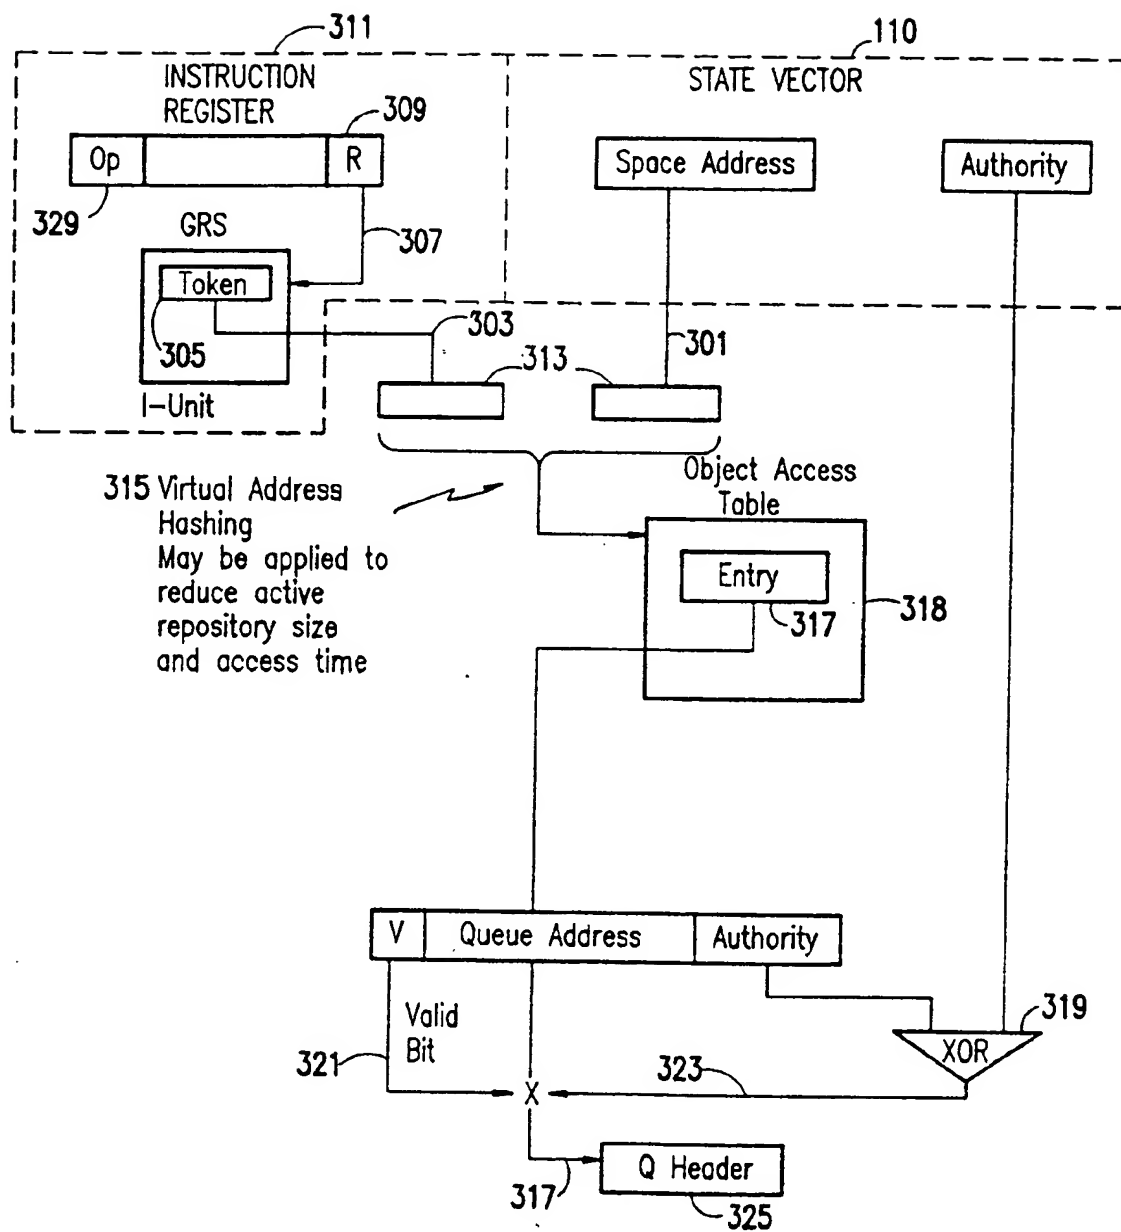 311
110
INSTRUCTION
REGISTER
STATE VECTOR
309
Op
R
Space Address
Authority
329
GRS
307
Token
303
301
305
313
I-Unit
315 Virtual Address
Hashing
May be applied to
reduce active
repository size
and access time
Object Access
Table
Entry
317
318
V
Queue Address
Authority
Valid
Bit
321
319
XOR
323
X
317
Q Header
325